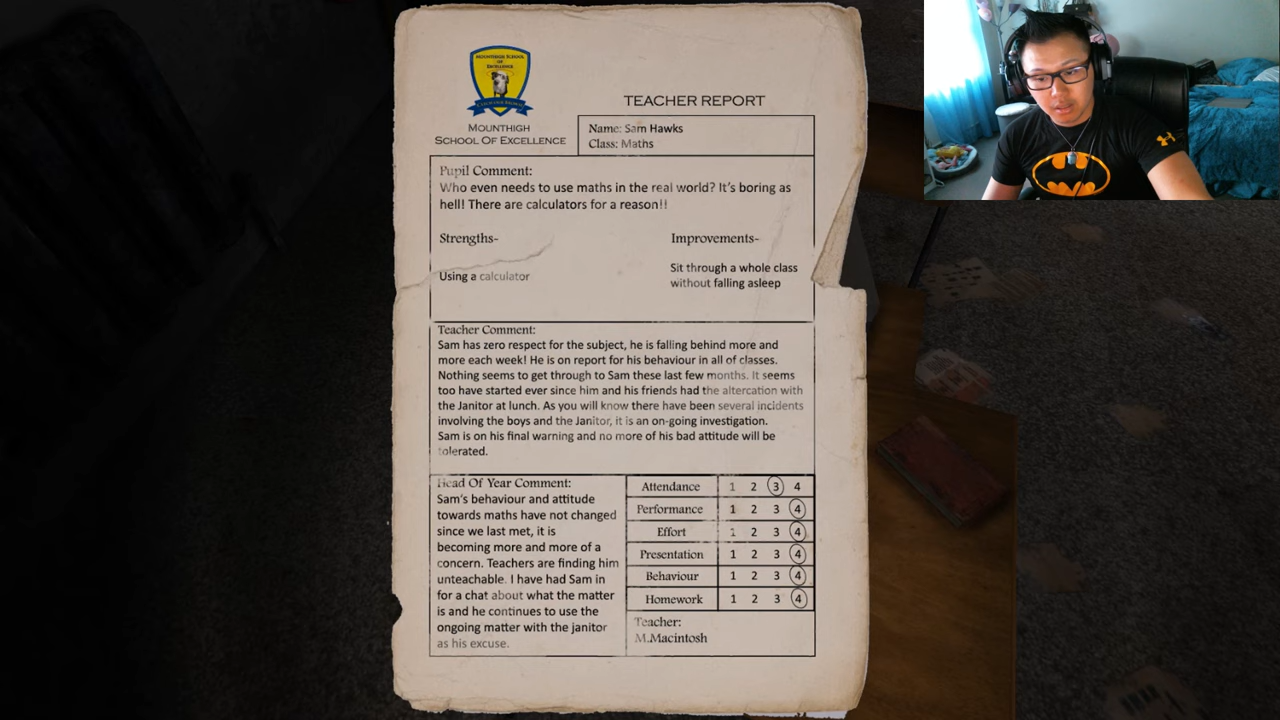 MOUNTHIGH SCHOOL
OF
EXCELLENCE
MOUNTHIGH
SCHOOL OF EXCELLENCE
TEACHER REPORT
Name: Sam Hawks
Class: Maths
Pupil Comment:
Who even needs to use maths in the real world? It's boring as
hell! There are calculators for a reason!!
Strengths-
Using a calculator
Improvements-
Sit through a whole class
without falling asleep
Teacher Comment:
Sam has zero respect for the subject, he is falling behind more and
more each week! He is on report for his behaviour in all of classes.
Nothing seems to get through to Sam these last few months. It seems
too have started ever since him and his friends had the altercation with
the Janitor at lunch. As you will know there have been several incidents
involving the boys and the Janitor, it is an on-going investigation.
Sam is on his final warning and no more of his bad attitude will be
tolerated.
Head Of Year Comment:
Sam's behaviour and attitude
towards maths have not changed
since we last met, it is
becoming more and more of a
concern. Teachers are finding him
unteachable. I have had Sam in
for a chat about what the matter
is and he continues to use the
ongoing matter with the janitor
as his excuse.
Attendance 1 2 3 4
Performance 1 2 3 4
Effort 1 2 3 4
Presentation 1 2 3 4
Behaviour 1 2 3 4
Homework 1 2 3 4
Teacher:
M.Macintosh